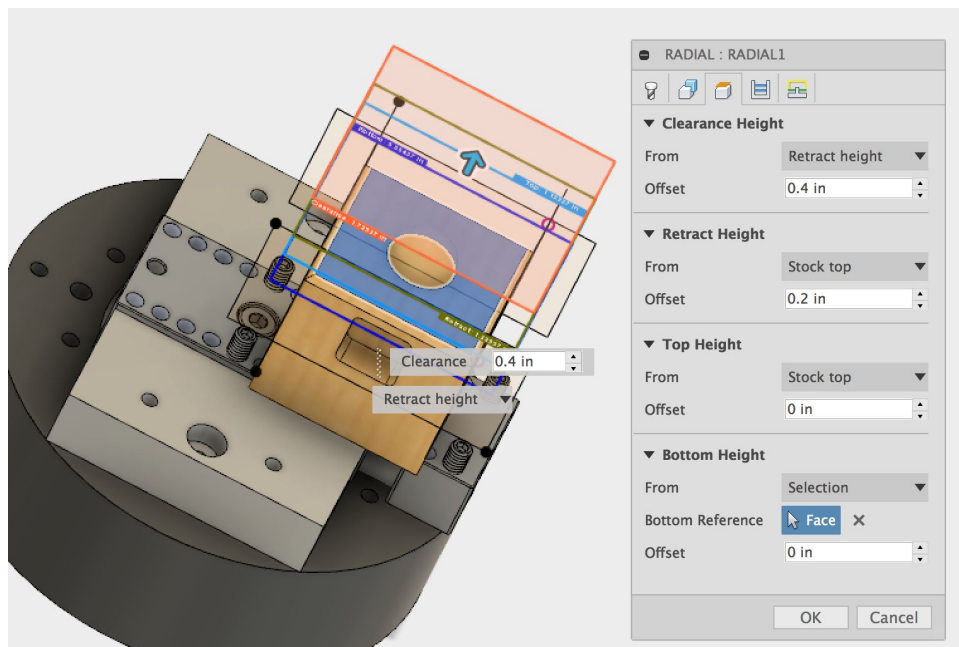 RADIAL : RADIAL1
Clearance Height
From Retract height
Offset 0.4 in
Retract Height
From Stock top
Offset 0.2 in
Top Height
From Stock top
Offset 0 in
Bottom Height
From Selection
Bottom Reference Face
Offset 0 in
OK Cancel
Clearance 0.4 in
Retract height